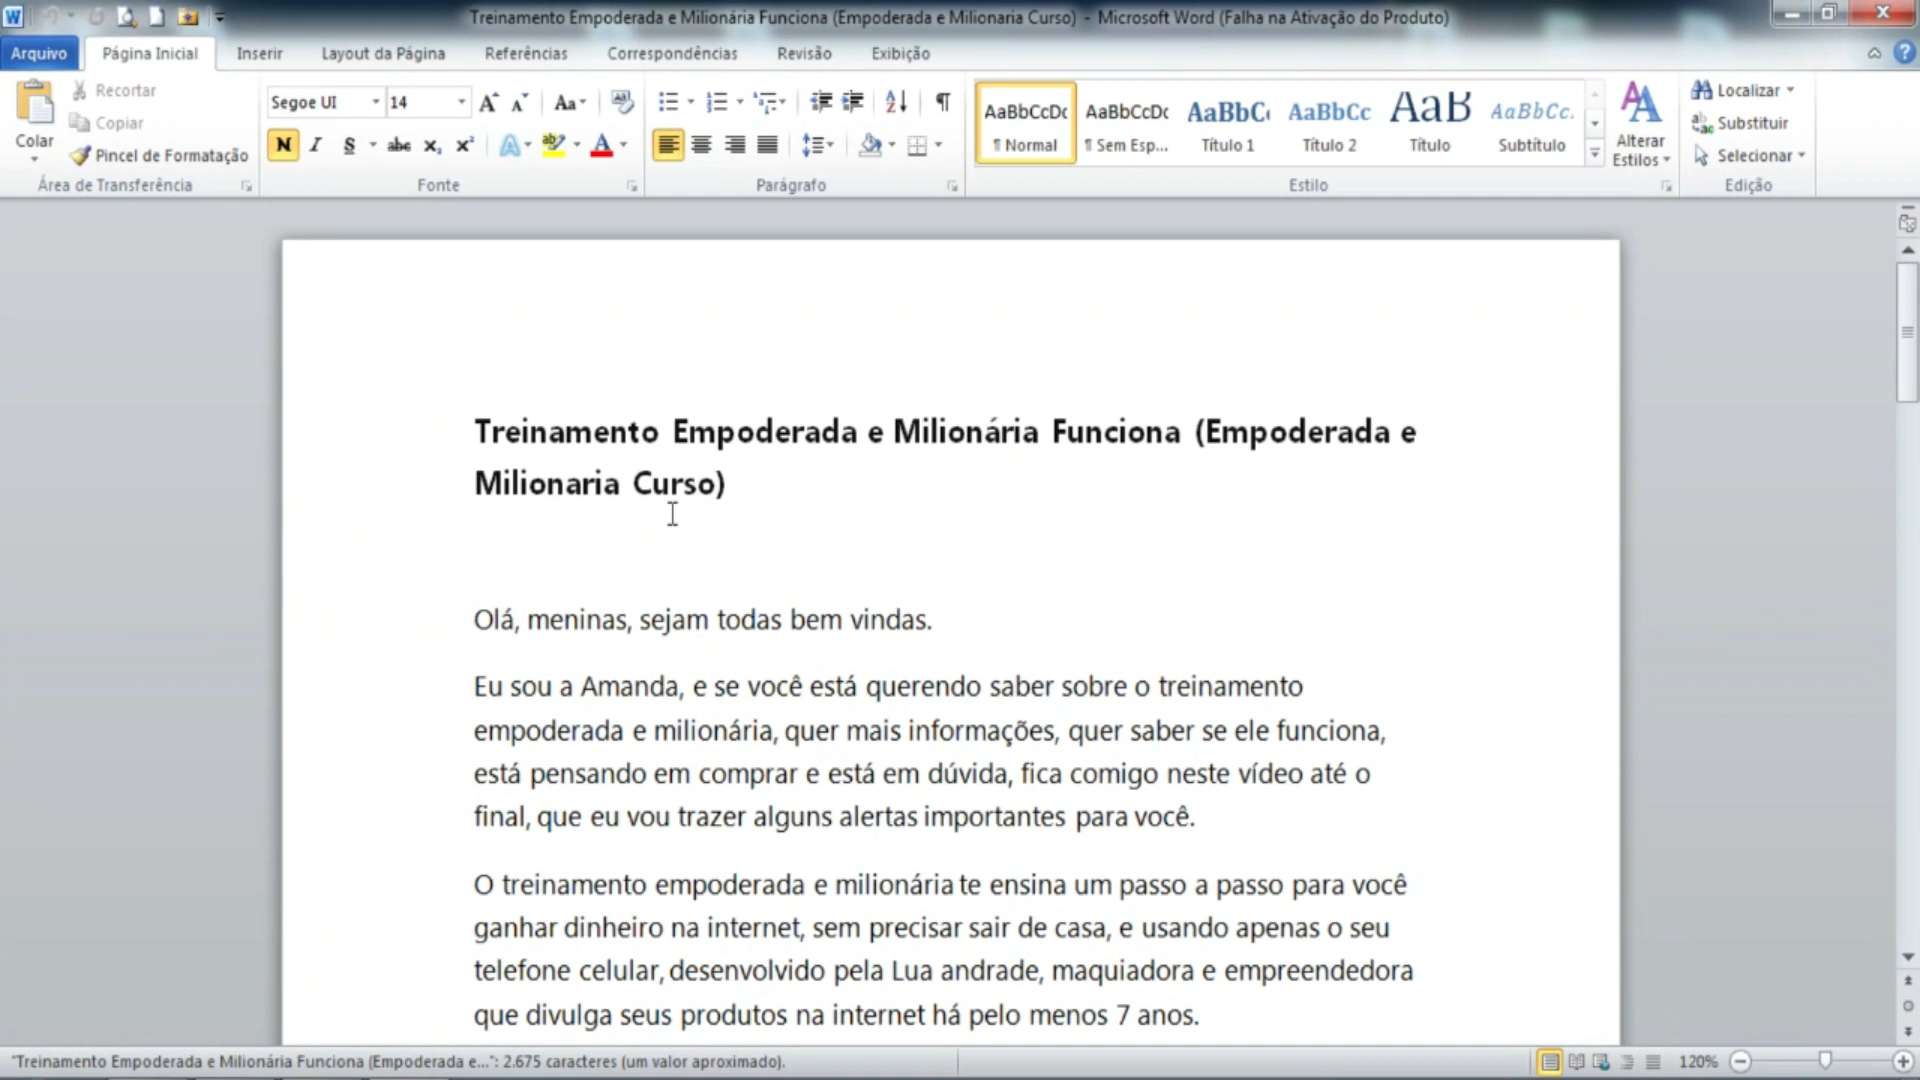 Treinamento Empoderada e Milionária Funciona (Empoderada e Milionaria Curso) - Microsoft Word (Falha na Ativação do Produto)
Arquivo Página Inicial Inserir Layout da Página Referências Correspondências Revisão Exibição
Colar
Recortar
Copiar
Pincel de Formatação
Área de Transferência
Segoe UI 14
N I S abc x₂ x²
Fonte
Parágrafo
AaBbCcDc AaBbCcDc AaBbC AaBbCc AaB AaBbCc.
¶ Normal ¶ Sem Esp... Título 1 Título 2 Título Subtítulo
Alterar
Estilos
Estilo
Localizar
Substituir
Selecionar
Edição
Treinamento Empoderada e Milionária Funciona (Empoderada e
Milionaria Curso)
Olá, meninas, sejam todas bem vindas.
Eu sou a Amanda, e se você está querendo saber sobre o treinamento
empoderada e milionária, quer mais informações, quer saber se ele funciona,
está pensando em comprar e está em dúvida, fica comigo neste vídeo até o
final, que eu vou trazer alguns alertas importantes para você.
O treinamento empoderada e milionária te ensina um passo a passo para você
ganhar dinheiro na internet, sem precisar sair de casa, e usando apenas o seu
telefone celular, desenvolvido pela Lua andrade, maquiadora e empreendedora
que divulga seus produtos na internet há pelo menos 7 anos.
"Treinamento Empoderada e Milionária Funciona (Empoderada e...": 2.675 caracteres (um valor aproximado).
120%